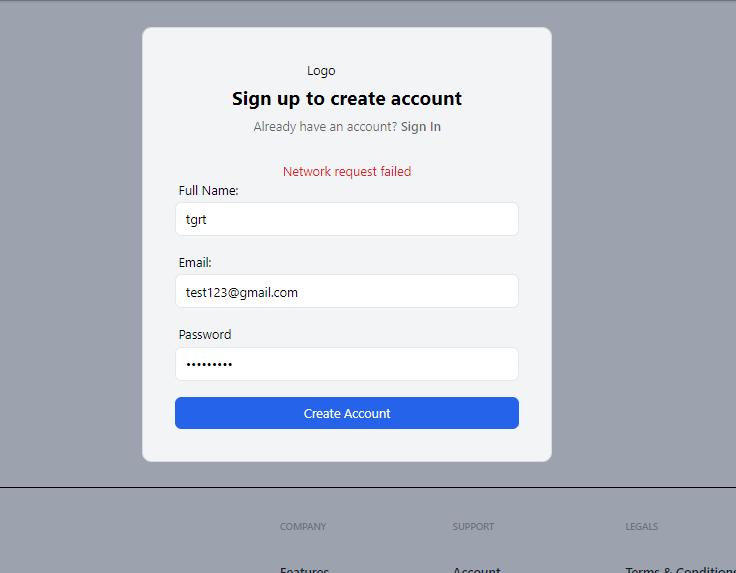 Logo
Sign up to create account
Already have an account? Sign In
Network request failed
Full Name:
tgrt
Email:
test123@gmail.com
Password
•••••••••
Create Account
COMPANY SUPPORT LEGALS
Features Account Terms & Conditions